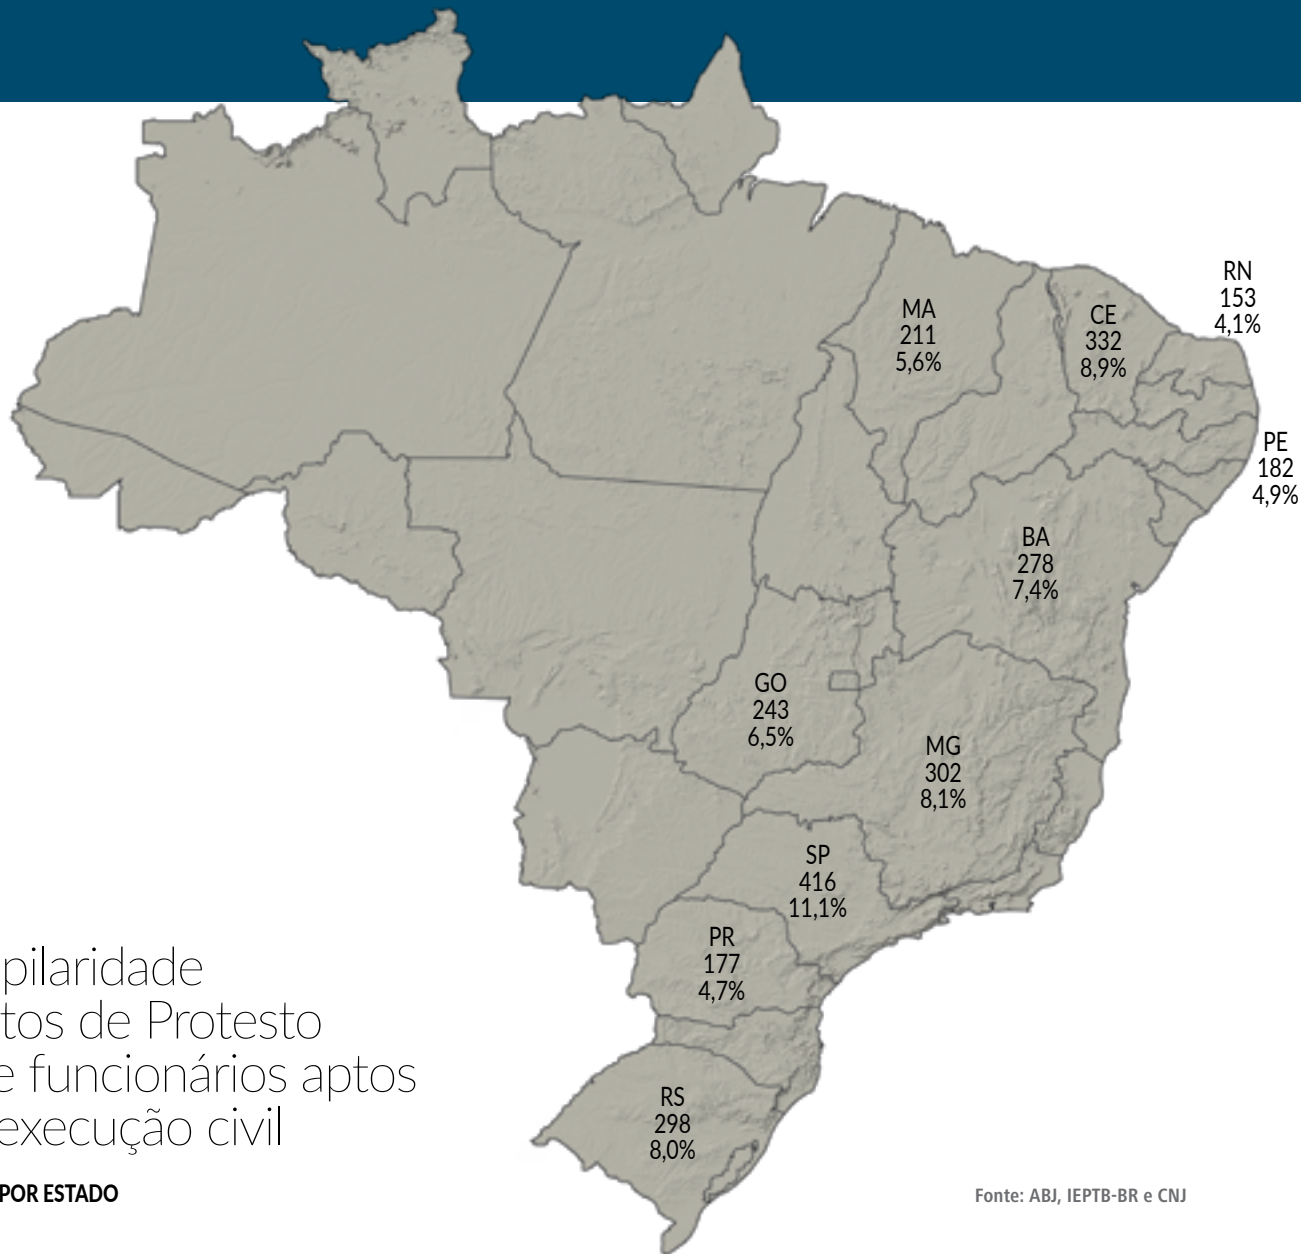 RN
153
4,1%
MA
211
5,6%
CE
332
8,9%
PE
182
4,9%
BA
278
7,4%
GO
243
6,5%
MG
302
8,1%
SP
416
11,1%
PR
177
4,7%
RS
298
8,0%
pilaridade
tos de Protesto
e funcionários aptos
execução civil
POR ESTADO
Fonte: ABJ, IEPTB-BR e CNJ